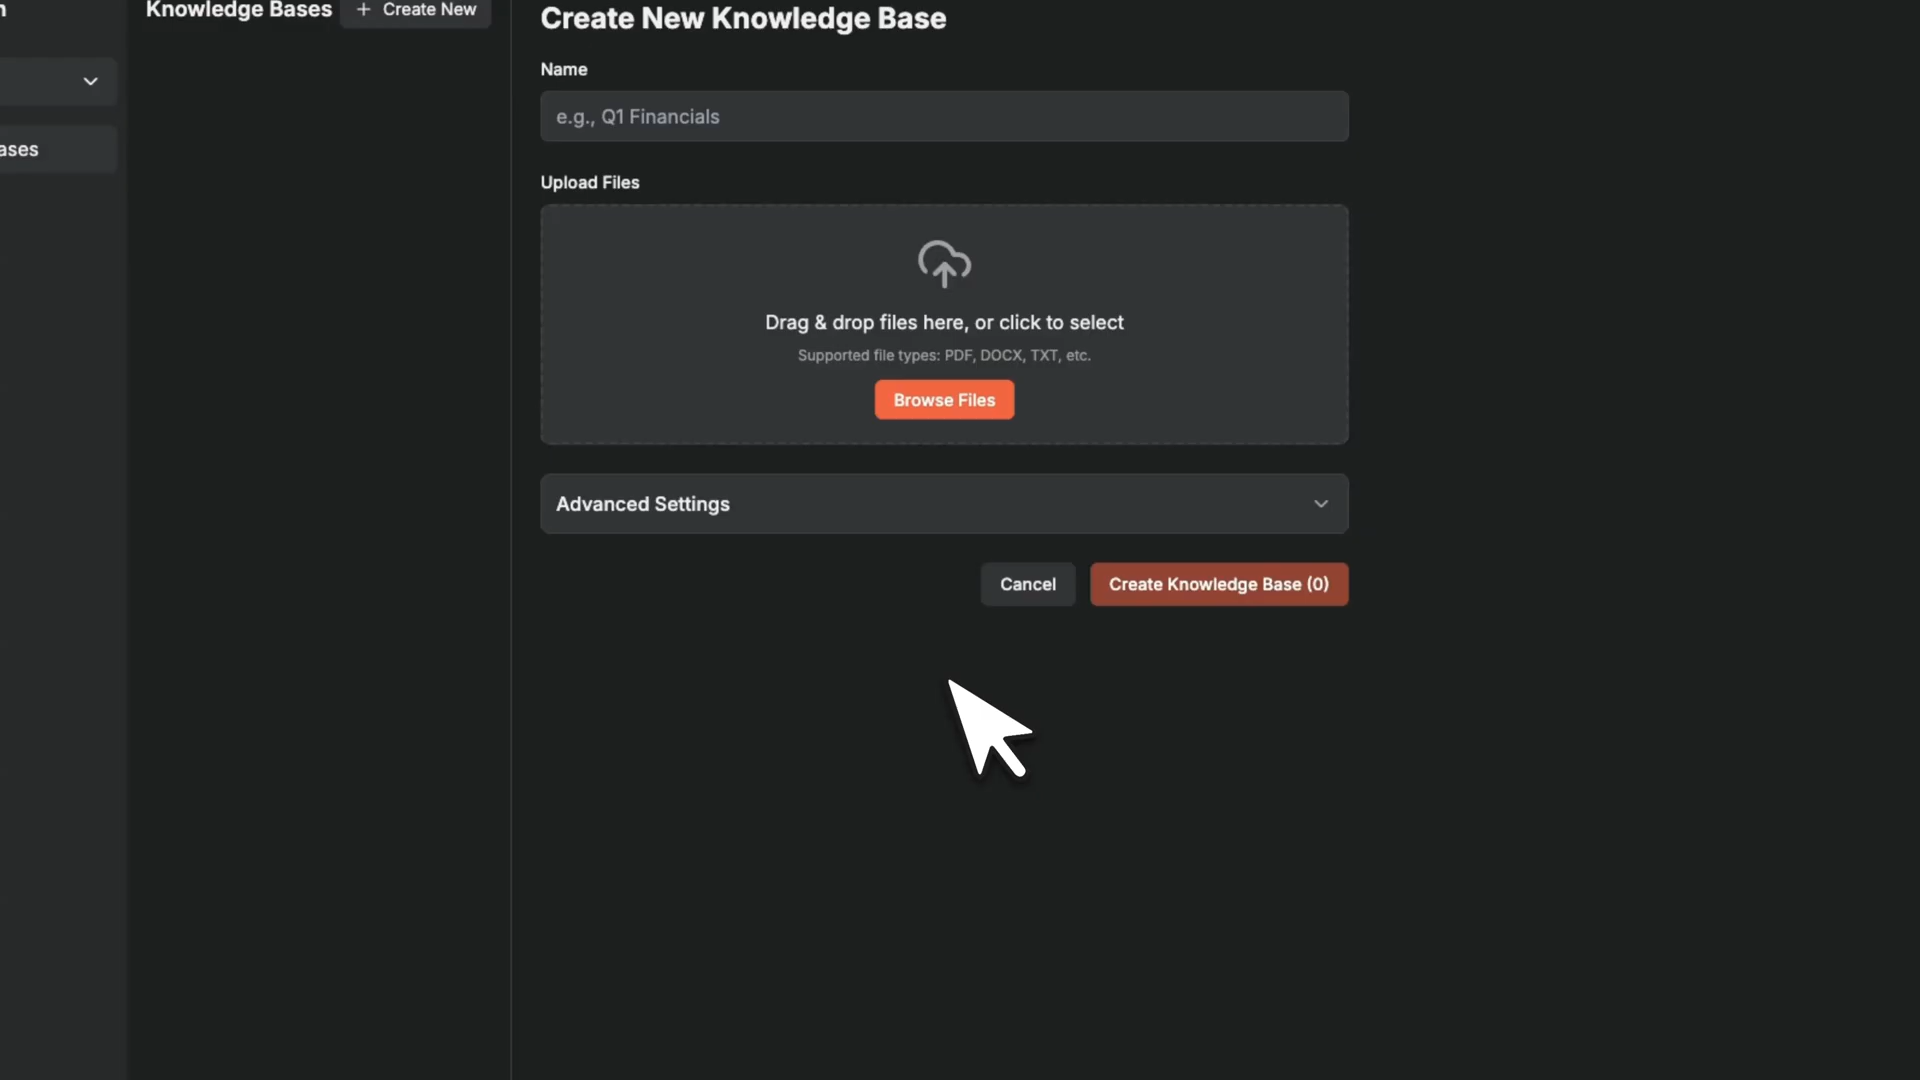 Knowledge Bases
+ Create New
ases
Create New Knowledge Base
Name
e.g., Q1 Financials
Upload Files
Drag & drop files here, or click to select
Supported file types: PDF, DOCX, TXT, etc.
Browse Files
Advanced Settings
Cancel
Create Knowledge Base (0)